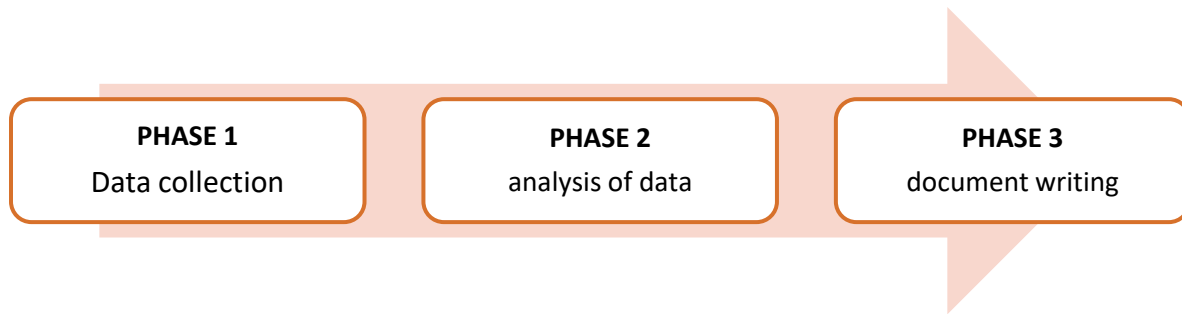 PHASE 1
Data collection
PHASE 2
analysis of data
PHASE 3
document writing